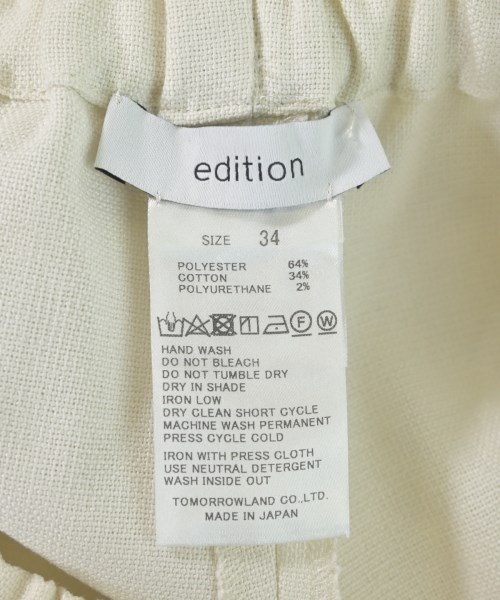 edition
SIZE 34
POLYESTER 64%
COTTON 34%
POLYURETHANE 2%
F W
HAND WASH
DO NOT BLEACH
DO NOT TUMBLE DRY
DRY IN SHADE
IRON LOW
DRY CLEAN SHORT CYCLE
MACHINE WASH PERMANENT
PRESS CYCLE COLD
IRON WITH PRESS CLOTH
USE NEUTRAL DETERGENT
WASH INSIDE OUT
TOMORROWLAND CO.,LTD.
MADE IN JAPAN